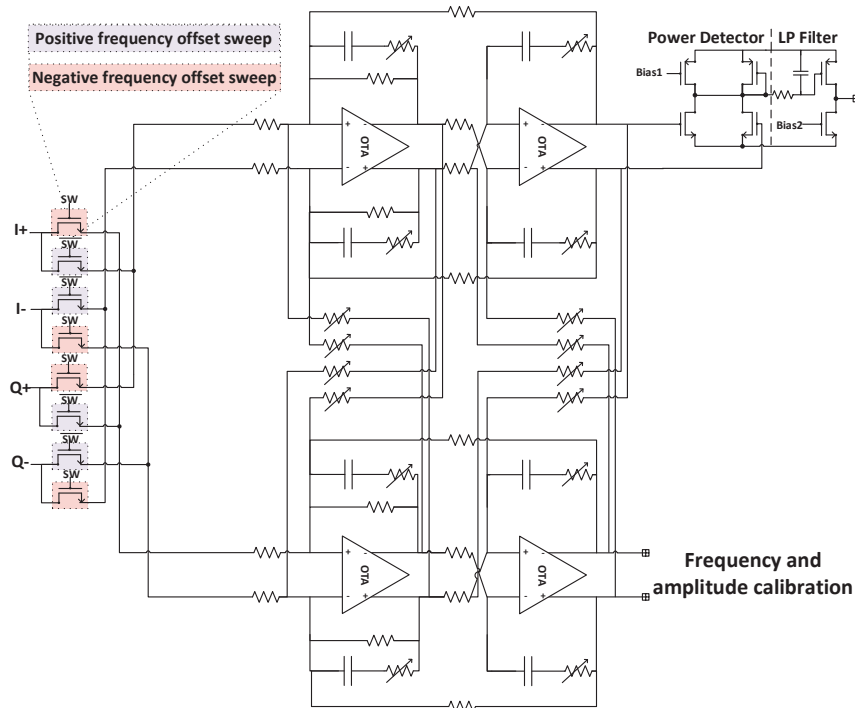 Positive frequency offset sweep
Negative frequency offset sweep
Power Detector
LP Filter
Bias1
Bias2
OTA
+
-
-
+
OTA
+
-
-
+
SW
I+
SW
SW
I-
SW
SW
Q+
SW
SW
Q-
SW
OTA
+
-
-
+
OTA
+
-
-
+
Frequency and
amplitude calibration